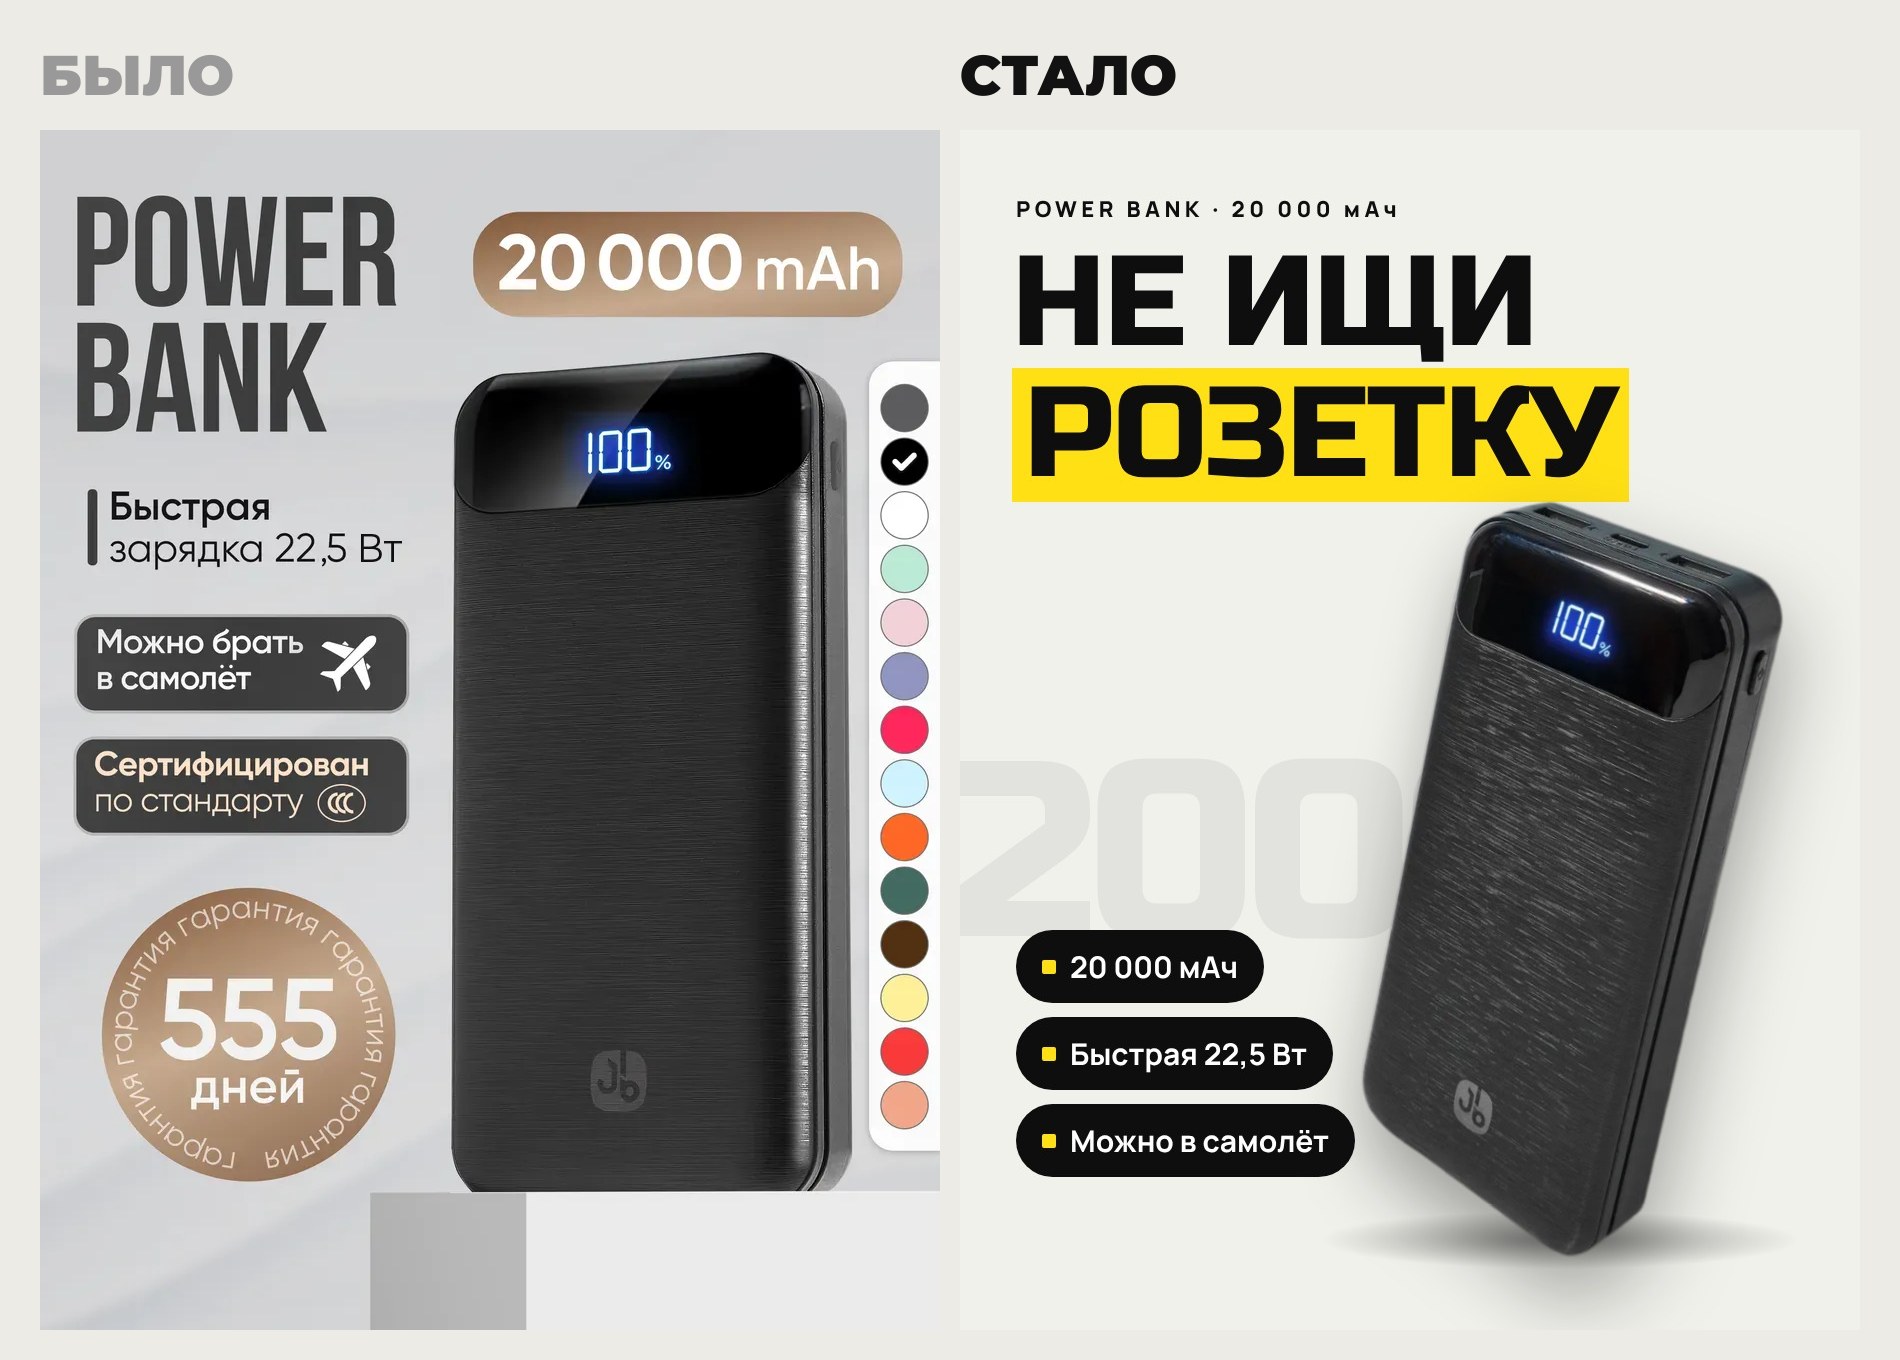 БЫЛО
POWER
BANK
20 000 mAh
100%
Быстрая
зарядка 22,5 Вт
Можно брать
в самолёт
Сертифицирован
по стандарту
гарантия гарантия гарантия гарантия гарантия гарантия
555
дней
СТАЛО
POWER BANK · 20 000 мАч
НЕ ИЩИ
РОЗЕТКУ
100%
200
20 000 мАч
Быстрая 22,5 Вт
Можно в самолёт